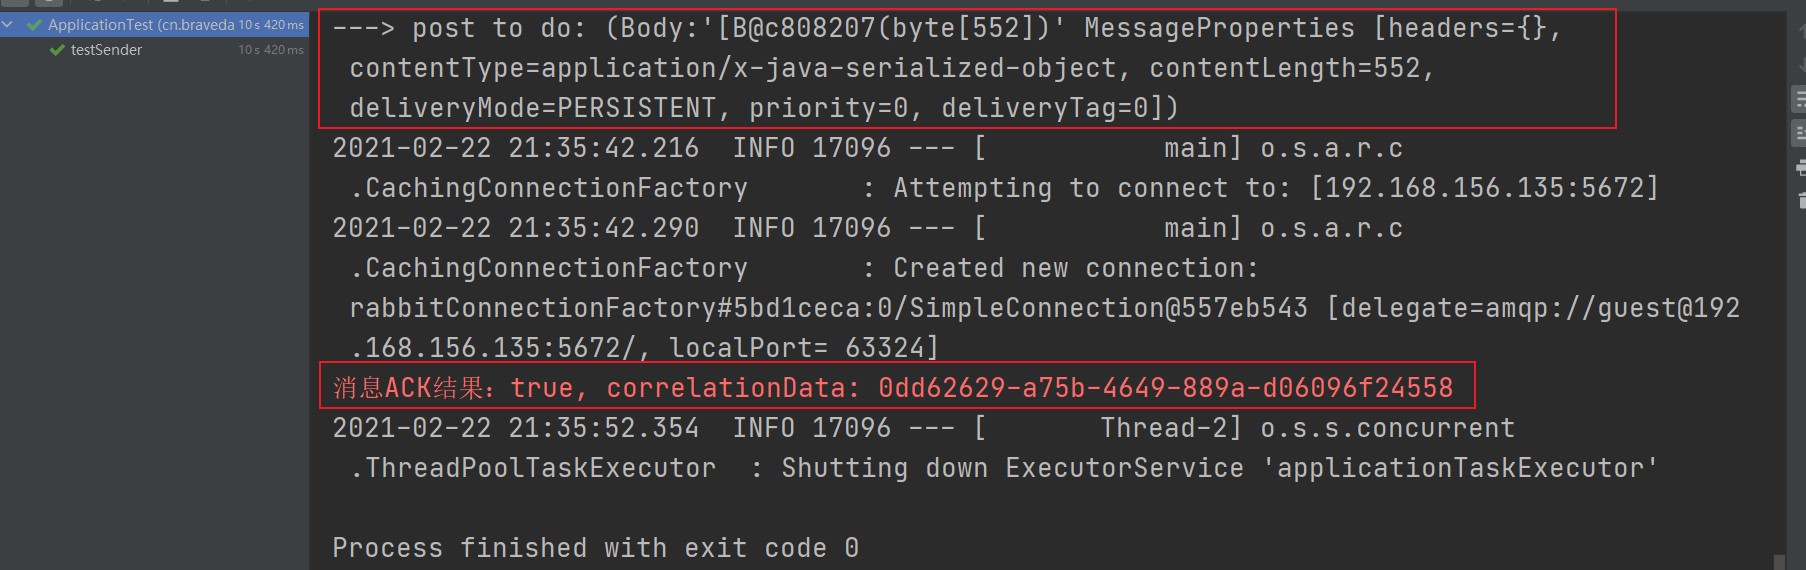 ApplicationTest (cn.braveda 10 s 420 ms
testSender 10 s 420 ms
---> post to do: (Body:'[B@c808207(byte[552])' MessageProperties [headers={},
contentType=application/x-java-serialized-object, contentLength=552,
deliveryMode=PERSISTENT, priority=0, deliveryTag=0])
2021-02-22 21:35:42.216  INFO 17096 --- [           main] o.s.a.r.c
.CachingConnectionFactory       : Attempting to connect to: [192.168.156.135:5672]
2021-02-22 21:35:42.290  INFO 17096 --- [           main] o.s.a.r.c
.CachingConnectionFactory       : Created new connection:
rabbitConnectionFactory#5bd1ceca:0/SimpleConnection@557eb543 [delegate=amqp://guest@192
.168.156.135:5672/, localPort= 63324]
消息ACK结果：true, correlationData: 0dd62629-a75b-4649-889a-d06096f24558
2021-02-22 21:35:52.354  INFO 17096 --- [       Thread-2] o.s.s.concurrent
.ThreadPoolTaskExecutor  : Shutting down ExecutorService 'applicationTaskExecutor'
Process finished with exit code 0